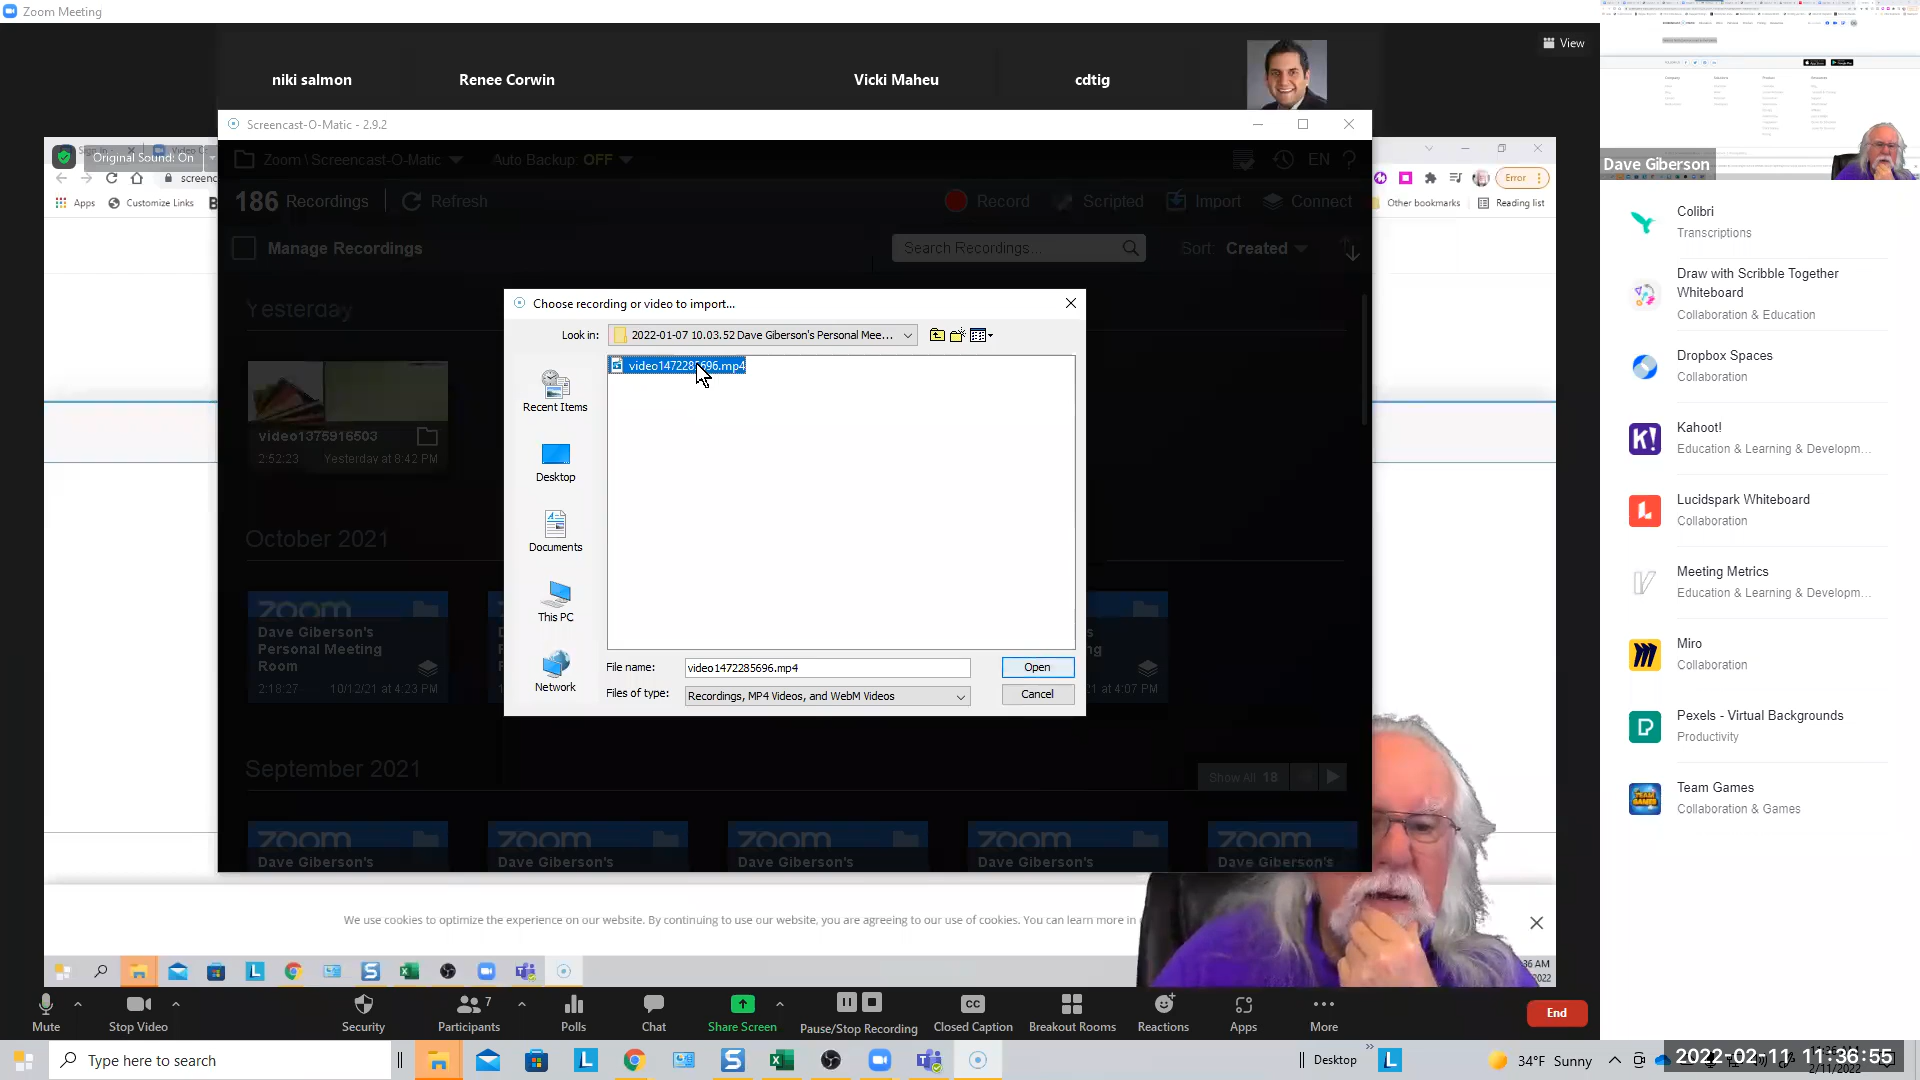 Zoom Meeting
View
niki salmon
Renee Corwin
Vicki Maheu
cdtig
Dave Giberson
Screencast-O-Matic - 2.9.2
Original Sound: On
Zoom \ Screencast-O-Matic
Auto Backup: OFF
EN
screenc
Error
Apps
Customize Links
Other bookmarks
Reading list
186 Recordings
Refresh
Record
Scripted
Import
Connect
Manage Recordings
Search Recordings...
Sort: Created
Yesterday
video1375916503
2:52:23
Yesterday at 8:42 PM
Choose recording or video to import...
Look in:
2022-01-07 10.03.52 Dave Giberson's Personal Mee...
video1472285696.mp4
Recent Items
Desktop
Documents
This PC
Network
File name:
video1472285696.mp4
Open
Files of type:
Recordings, MP4 Videos, and WebM Videos
Cancel
October 2021
zoom
Dave Giberson's
Personal Meeting
Room
2:18:27
10/12/21 at 4:23 PM
21 at 4:07 PM
September 2021
Show All 18
zoom
zoom
zoom
zoom
zoom
Dave Giberson's
Dave Giberson's
Dave Giberson's
Dave Giberson's
Dave Giberson's
We use cookies to optimize the experience on our website. By continuing to use our website, you are agreeing to our use of cookies. You can learn more in
:36 AM
2022
Colibri
Transcriptions
Draw with Scribble Together
Whiteboard
Collaboration & Education
Dropbox Spaces
Collaboration
Kahoot!
Education & Learning & Developm...
Lucidspark Whiteboard
Collaboration
Meeting Metrics
Education & Learning & Developm...
Miro
Collaboration
Pexels - Virtual Backgrounds
Productivity
Team Games
Collaboration & Games
Mute
Stop Video
Security
7
Participants
Polls
Chat
Share Screen
Pause/Stop Recording
CC
Closed Caption
Breakout Rooms
Reactions
Apps
More
End
Type here to search
Desktop
34°F Sunny
2022-02-11 11:36:55
2/11/2022